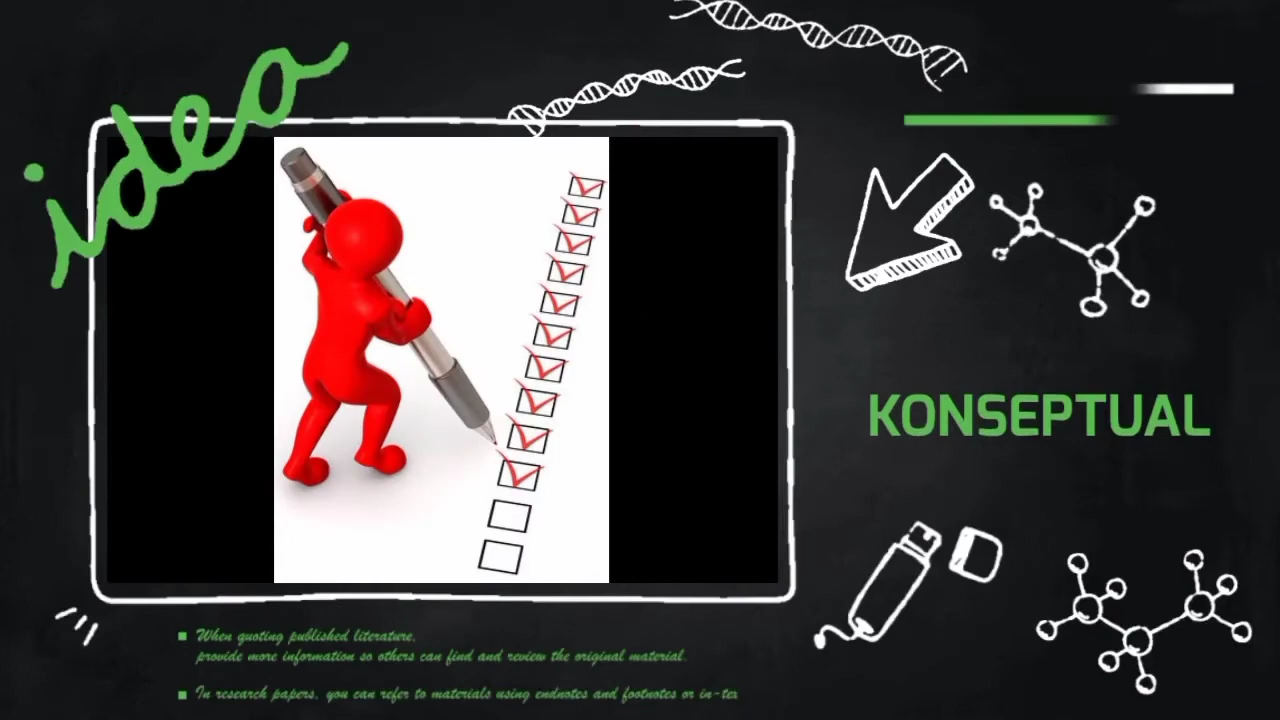 idea
KONSEPTUAL
When quoting published literature,
provide more information so others can find and review the original material.
In research papers, you can refer to materials using endnotes and footnotes or in-tex